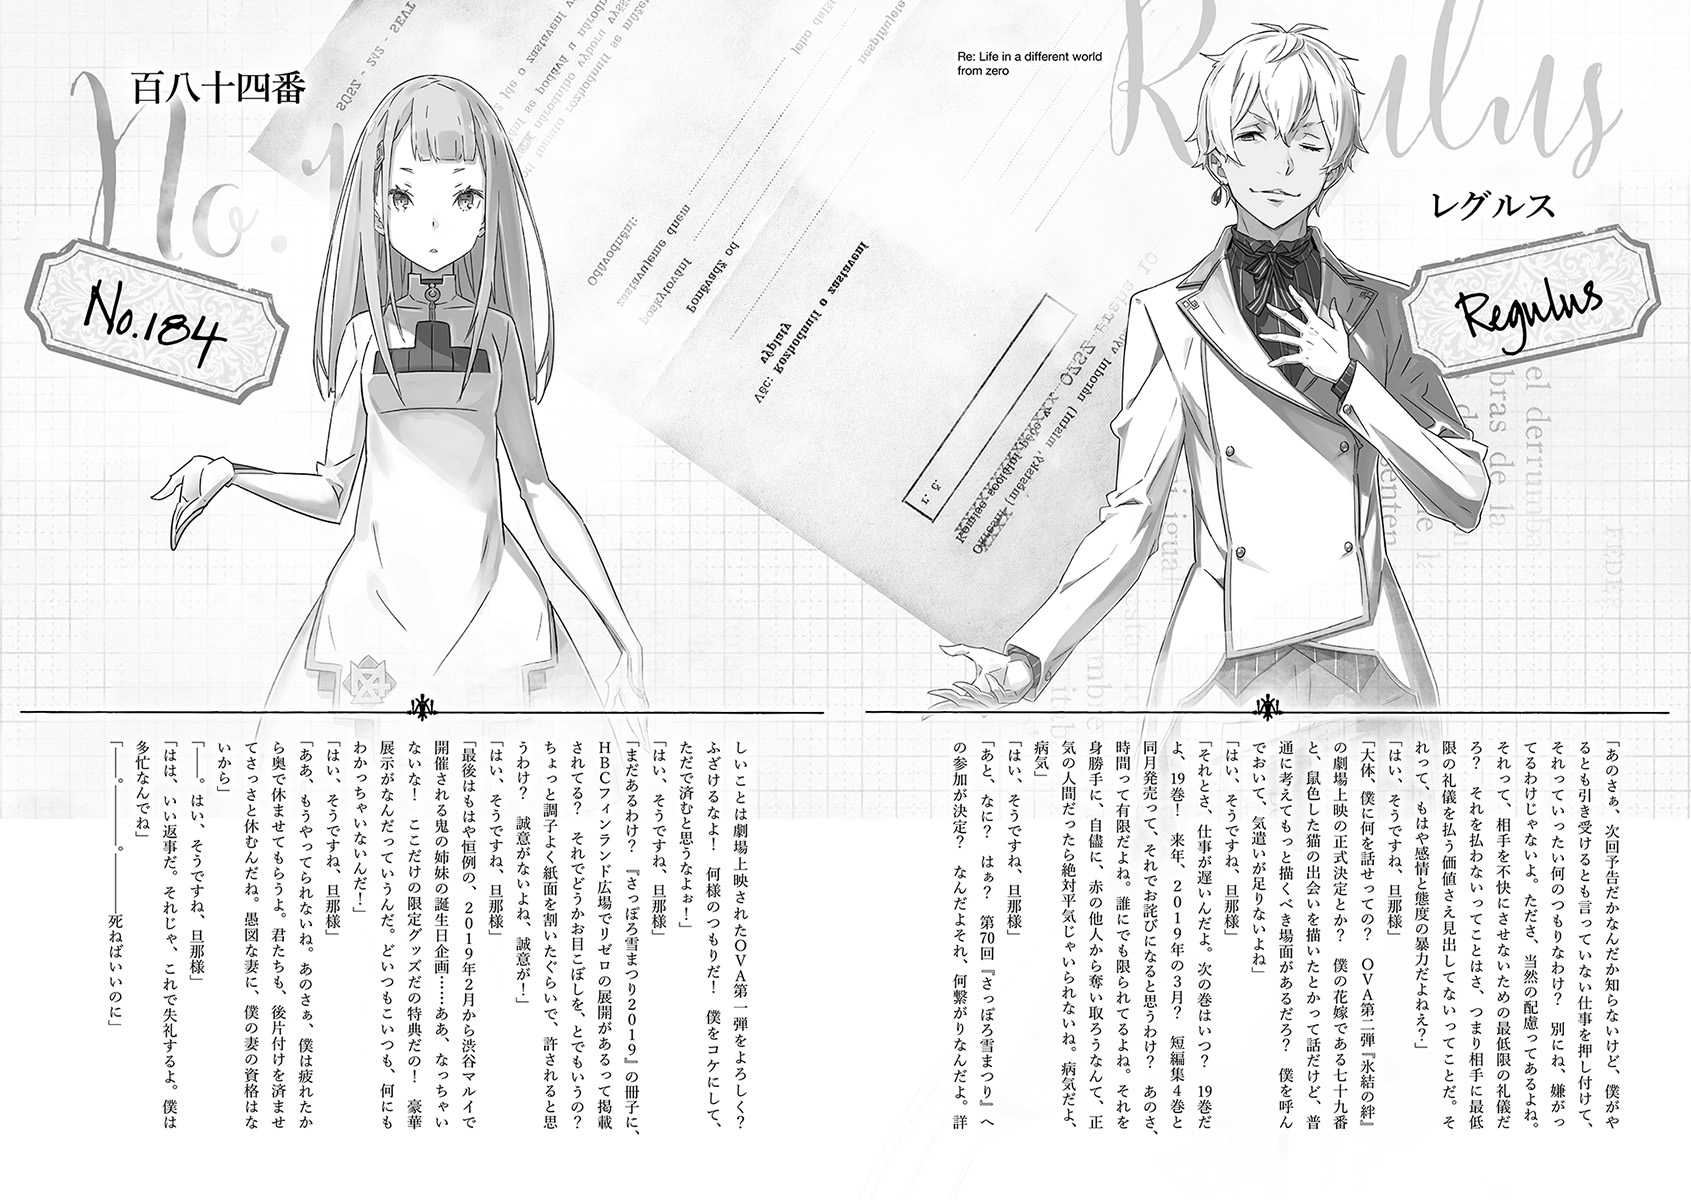 Re: Life in a different world
from zero
Regulus
レグルス
Regulus
「あのさぁ、次回予告だかなんだか知らないけど、僕がや
るとも引き受けるとも言っていない仕事を押し付けて、
それっていったい何のつもりなわけ？　別にね、嫌がっ
てるわけじゃないよ。たださ、当然の配慮ってあるよね。
それって、相手を不快にさせないための最低限の礼儀だ
ろ？　それを払わないってことはさ、つまり相手に最低
限の礼儀を払う価値さえ見出してないってことだ。そ
れって、もはや感情と態度の暴力だよねぇ？」
「はい、そうですね、旦那様」
「大体、僕に何を話せっての？　ＯＶＡ第二弾『氷結の絆』
の劇場上映の正式決定とか？　僕の花嫁である七十九番
と、鼠色した猫の出会いを描いたとかって話だけど、普
通に考えてもっと描くべき場面があるだろ？　僕を呼ん
でおいて、気遣いが足りないよね」
「はい、そうですね、旦那様」
「それとさ、仕事が遅いんだよ。次の巻はいつ？　19巻だ
よ、19巻！　来年、２０１９年の３月？　短編集４巻と
同月発売って、それでお詫びになると思うわけ？　あのさ、
時間って有限だよね。誰にでも限られてるよね。それを
身勝手に、自儘に、赤の他人から奪い取ろうなんて、正
気の人間だったら絶対平気じゃいられないね。病気だよ、
病気」
「はい、そうですね、旦那様」
「あと、なに？　はぁ？　第70回『さっぽろ雪まつり』へ
の参加が決定？　なんだよそれ、何繋がりなんだよ。詳
百八十四番
No.184
しいことは劇場上映されたＯＶＡ第一弾をよろしく？
ふざけるなよ！　何様のつもりだ！　僕をコケにして、
ただで済むと思うなよぉ！」
「はい、そうですね、旦那様」
「まだあるわけ？　『さっぽろ雪まつり２０１９』の冊子に、
ＨＢＣフィンランド広場でリゼロの展開があるって掲載
されてる？　それでどうかお目こぼしを、とでもいうの？
ちょっと調子よく紙面を割いたぐらいで、許されると思
うわけ？　誠意がないよね、誠意が！」
「はい、そうですね、旦那様」
「最後はもはや恒例の、２０１９年２月から渋谷マルイで
開催される鬼の姉妹の誕生日企画……ああ、なっちゃい
ないな！　ここだけの限定グッズだの特典だの！　豪華
展示がなんだっていうんだ。どいつもこいつも、何にも
わかっちゃいないんだ！」
「はい、そうですね、旦那様」
「ああ、もうやってられないね。あのさぁ、僕は疲れたか
ら奥で休ませてもらうよ。君たちも、後片付けを済ませ
てさっさと休むんだね。愚図な妻に、僕の妻の資格はな
いから」
「――。はい、そうですね、旦那様」
「はは、いい返事だ。それじゃ、これで失礼するよ。僕は
多忙なんでね」
「――。――――。――――――死ねばいいのに」